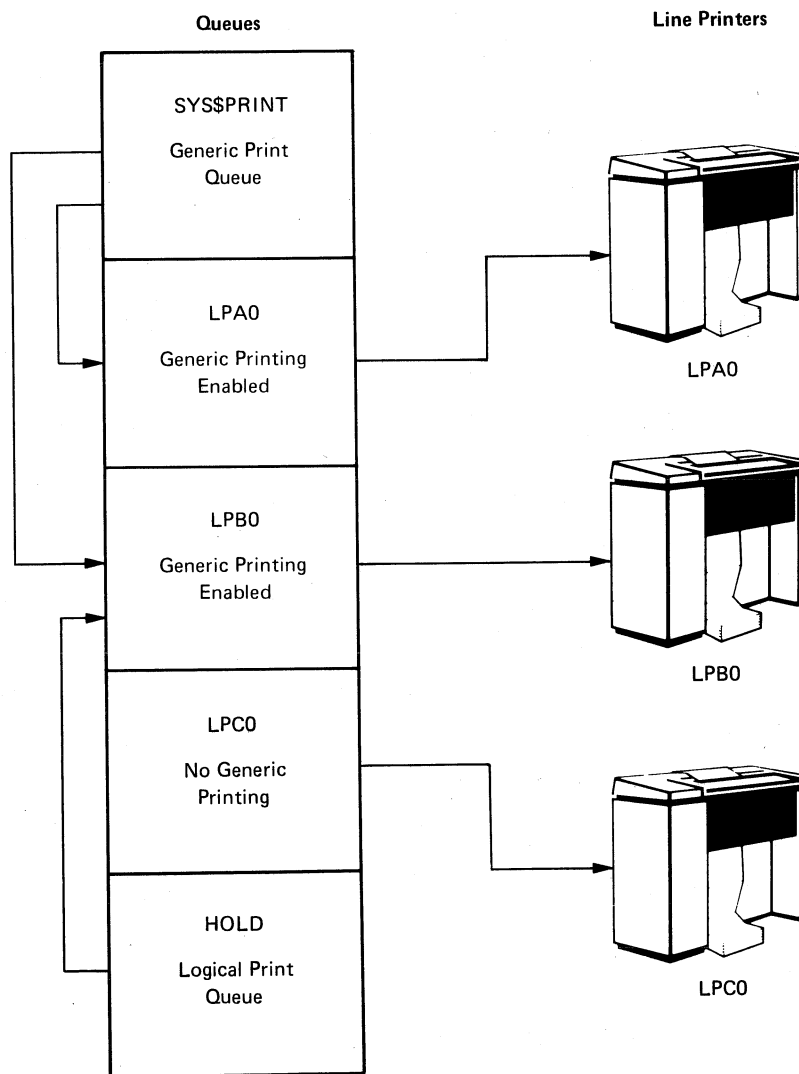 Queues
Line Printers
SYS$PRINT
Generic Print
Queue
LPA0
Generic Printing
Enabled
LPA0
LPB0
Generic Printing
Enabled
LPB0
LPC0
No Generic
Printing
HOLD
Logical Print
Queue
LPC0